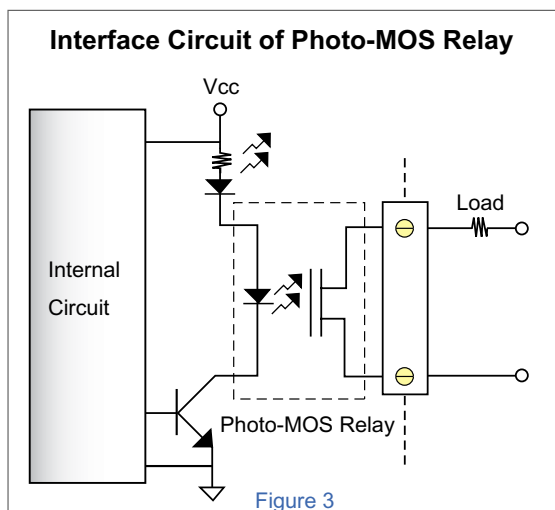 Interface Circuit of Photo-MOS Relay
Vcc
Load
Internal
Circuit
Photo-MOS Relay
Figure 3